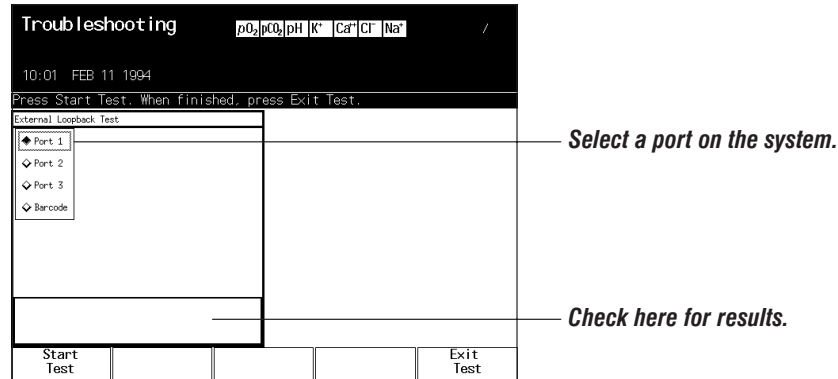 Troubleshooting
pO₂ pCO₂ pH K⁺ Ca⁺⁺ Cl⁻ Na⁺ /
10:01 FEB 11 1994
Press Start Test. When finished, press Exit Test.
External Loopback Test
Port 1
Select a port on the system.
Port 2
Port 3
Barcode
Check here for results.
Start
Test
Exit
Test